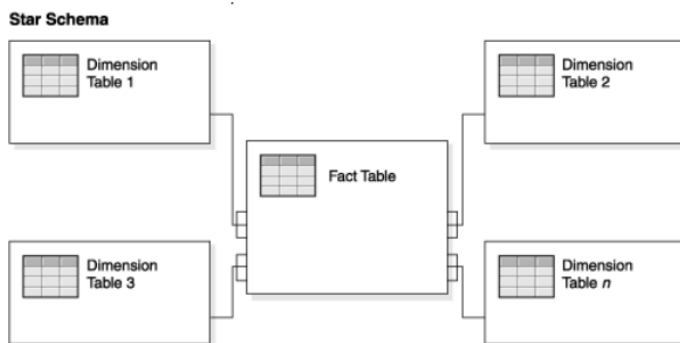 Star Schema
Dimension
Table 1
Dimension
Table 2
Fact Table
Dimension
Table 3
Dimension
Table n